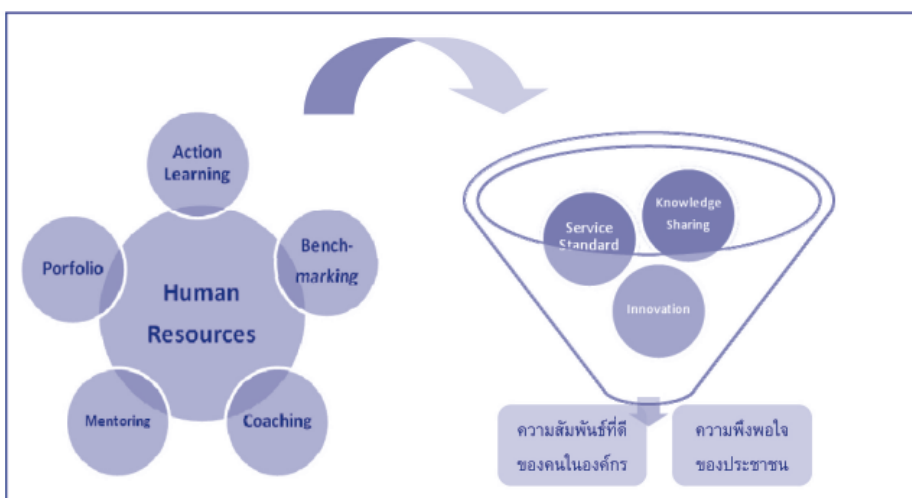 Action
Learning
Bench-
marking
Porfolio
Human
Resources
Mentoring
Coaching
Knowledge
Sharing
Service
Standard
Innovation
ความสัมพันธ์ที่ดี
ของคนในองค์กร
ความพึงพอใจ
ของประชาชน